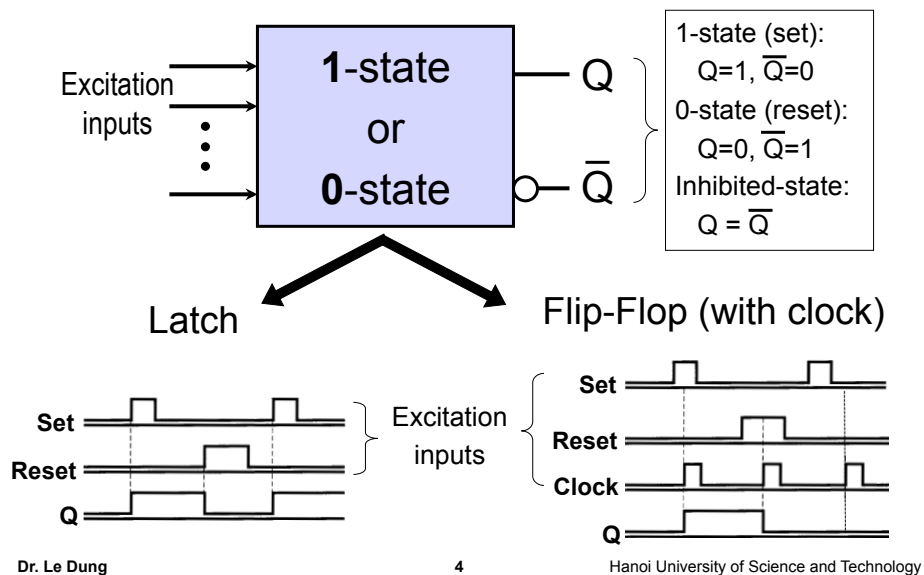 Excitation
inputs
1-state
or
0-state
Q
Q̅
1-state (set):
Q=1, Q̅=0
0-state (reset):
Q=0, Q̅=1
Inhibited-state:
Q = Q̅
Latch
Flip-Flop (with clock)
Set
Reset
Q
Excitation
inputs
Set
Reset
Clock
Q
Dr. Le Dung
4
Hanoi University of Science and Technology